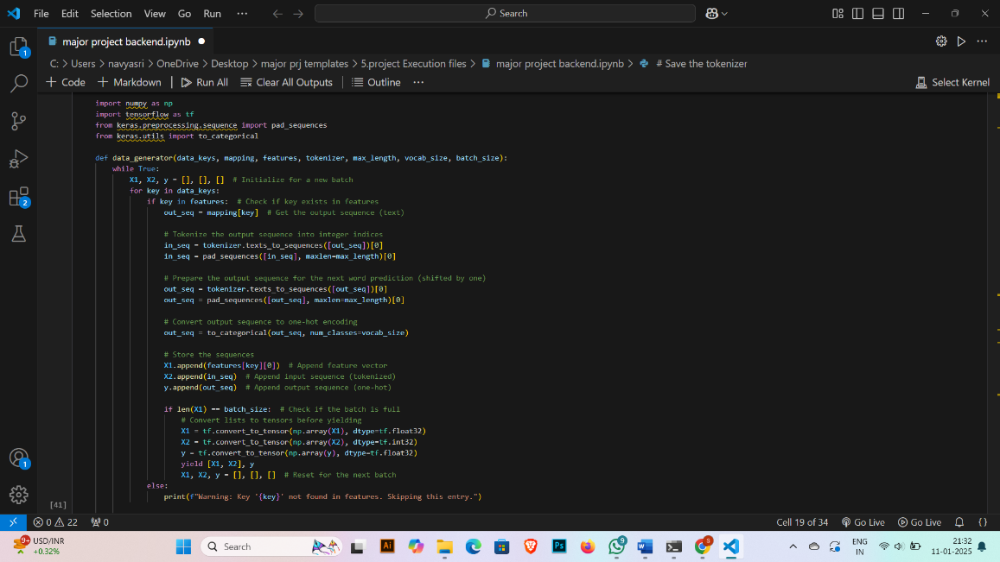 File Edit Selection View Go Run ··· Search
major project backend.ipynb
C: > Users > navyasri > OneDrive > Desktop > major prj templates > 5.project Execution files > major project backend.ipynb > # Save the tokenizer
+ Code + Markdown | Run All Clear All Outputs | Outline ··· Select Kernel
import numpy as np
import tensorflow as tf
from keras.preprocessing.sequence import pad_sequences
from keras.utils import to_categorical
def data_generator(data_keys, mapping, features, tokenizer, max_length, vocab_size, batch_size):
while True:
X1, X2, y = [], [], []  # Initialize for a new batch
for key in data_keys:
if key in features:  # Check if key exists in features
out_seq = mapping[key]  # Get the output sequence (text)
# Tokenize the output sequence into integer indices
in_seq = tokenizer.texts_to_sequences([out_seq])[0]
in_seq = pad_sequences([in_seq], maxlen=max_length)[0]
# Prepare the output sequence for the next word prediction (shifted by one)
out_seq = tokenizer.texts_to_sequences([out_seq])[0]
out_seq = pad_sequences([out_seq], maxlen=max_length)[0]
# Convert output sequence to one-hot encoding
out_seq = to_categorical(out_seq, num_classes=vocab_size)
# Store the sequences
X1.append(features[key][0])  # Append feature vector
X2.append(in_seq)  # Append input sequence (tokenized)
y.append(out_seq)  # Append output sequence (one-hot)
if len(X1) == batch_size:  # Check if the batch is full
# Convert lists to tensors before yielding
X1 = tf.convert_to_tensor(np.array(X1), dtype=tf.float32)
X2 = tf.convert_to_tensor(np.array(X2), dtype=tf.int32)
y = tf.convert_to_tensor(np.array(y), dtype=tf.float32)
yield [X1, X2], y
X1, X2, y = [], [], []  # Reset for the next batch
else:
print(f"Warning: Key '{key}' not found in features. Skipping this entry.")
[41]
1
2
1
0 22 0 Cell 19 of 34 Go Live Go Live {}
9+ USD/INR
+0.32%
Search
Ai
Ps
9
W
S
ENG
IN
21:32
11-01-2025